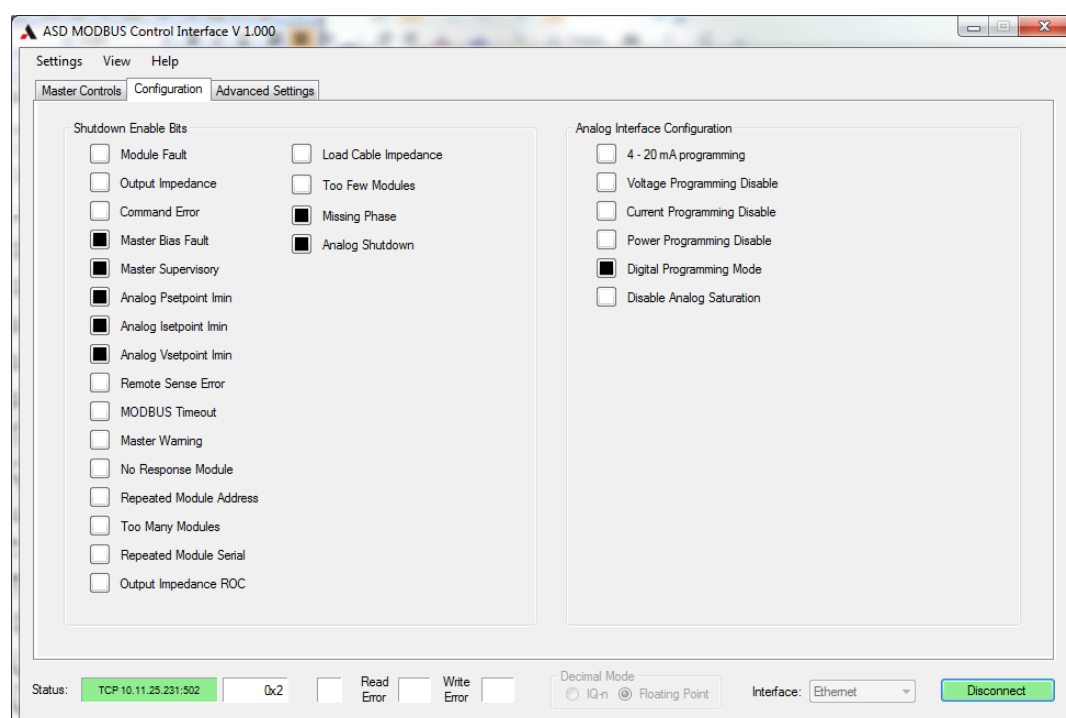 ASD MODBUS Control Interface V 1.000
Settings View Help
Master Controls Configuration Advanced Settings
Shutdown Enable Bits
Module Fault
Output Impedance
Command Error
Master Bias Fault
Master Supervisory
Analog Psetpoint Imin
Analog Isetpoint Imin
Analog Vsetpoint Imin
Remote Sense Error
MODBUS Timeout
Master Warning
No Response Module
Repeated Module Address
Too Many Modules
Repeated Module Serial
Output Impedance ROC
Load Cable Impedance
Too Few Modules
Missing Phase
Analog Shutdown
Analog Interface Configuration
4 - 20 mA programming
Voltage Programming Disable
Current Programming Disable
Power Programming Disable
Digital Programming Mode
Disable Analog Saturation
Status: TCP 10.11.25.231:502 0x2
Read Error
Write Error
Decimal Mode
IQ-n Floating Point
Interface: Ethernet
Disconnect